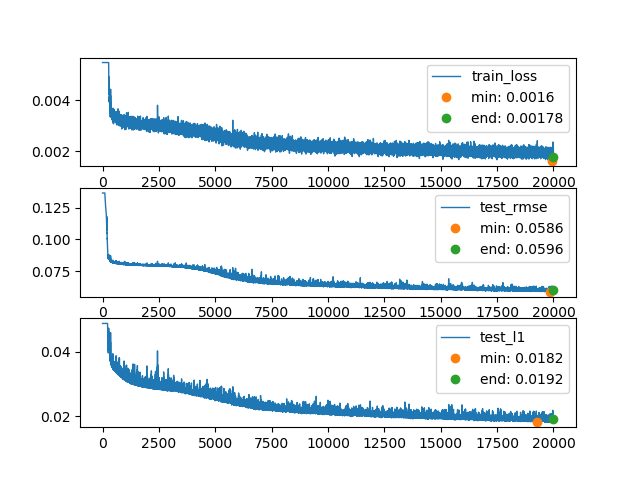 train_loss
min: 0.0016
end: 0.00178
0.004
0.002
0 2500 5000 7500 10000 12500 15000 17500 20000
test_rmse
min: 0.0586
end: 0.0596
0.125
0.100
0.075
0 2500 5000 7500 10000 12500 15000 17500 20000
test_l1
min: 0.0182
end: 0.0192
0.04
0.02
0 2500 5000 7500 10000 12500 15000 17500 20000